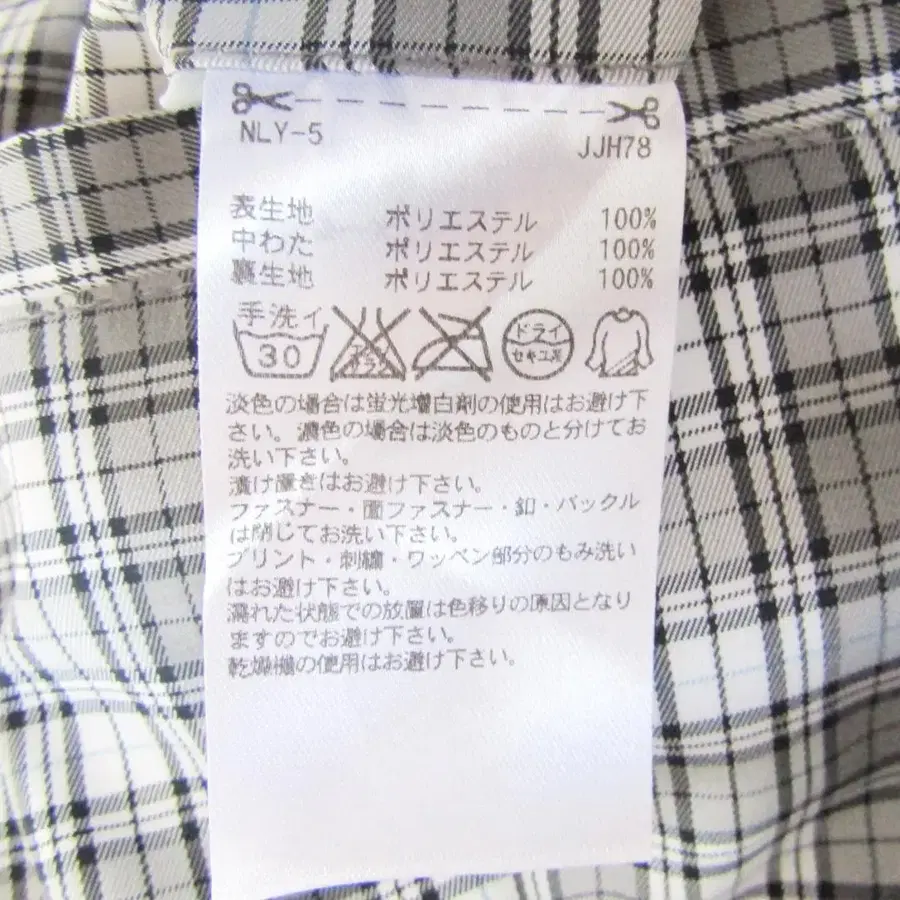 NLY-5 JJH78
表生地 ポリエステル 100%
中わた ポリエステル 100%
裏生地 ポリエステル 100%
手洗イ
30
エンソサラシ
ドライ
セキユ系
淡色の場合は蛍光増白剤の使用はお避け下
さい。濃色の場合は淡色のものと分けてお
洗い下さい。
漬け置きはお避け下さい。
ファスナー・面ファスナー・釦・バックル
は閉じてお洗い下さい。
プリント・刺繍・ワッペン部分のもみ洗い
はお避け下さい。
濡れた状態での放置は色移りの原因となり
ますのでお避け下さい。
乾燥機の使用はお避け下さい。